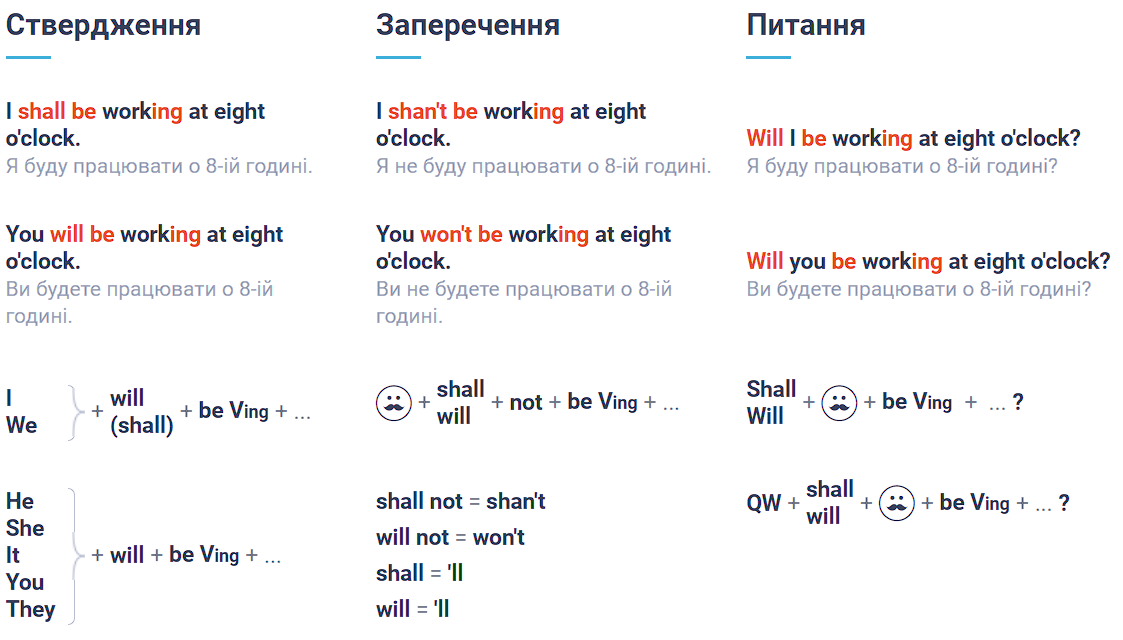 Ствердження
I shall be working at eight
o'clock.
Я буду працювати о 8-ій годині.
You will be working at eight
o'clock.
Ви будете працювати о 8-ій
годині.
I
We
+ will (shall) + be Ving + ...
He
She
It
You
They
+ will + be Ving + ...
Заперечення
I shan't be working at eight
o'clock.
Я не буду працювати о 8-ій годині.
You won't be working at eight
o'clock.
Ви не будете працювати о 8-ій
годині.
+ shall will + not + be Ving + ...
shall not = shan't
will not = won't
shall = 'll
will = 'll
Питання
Will I be working at eight o'clock?
Я буду працювати о 8-ій годині?
Will you be working at eight o'clock?
Ви будете працювати о 8-ій годині?
Shall Will + + be Ving + ... ?
QW + shall will + + be Ving + ... ?